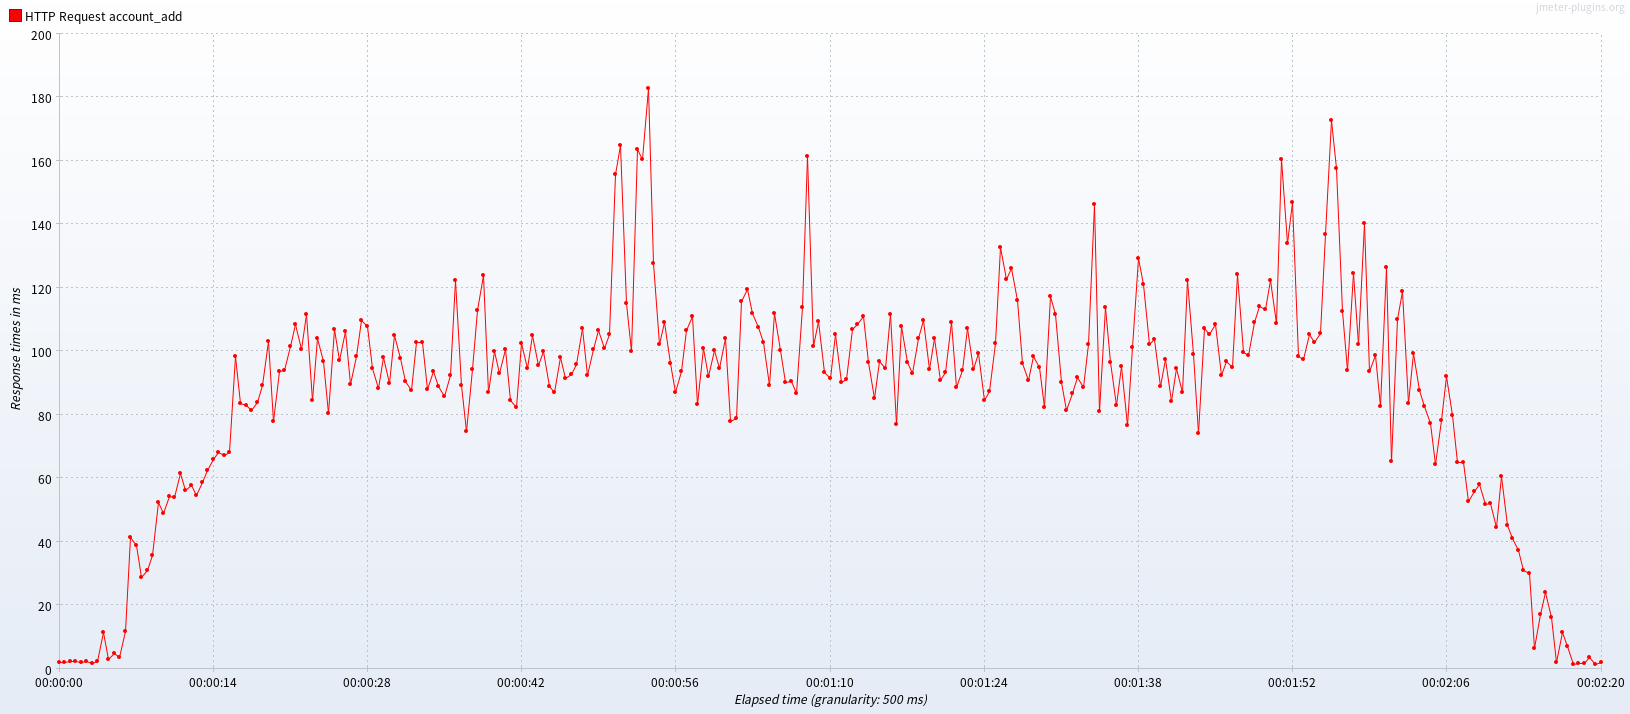 HTTP Request account_add
jmeter-plugins.org
200
180
160
140
120
100
80
60
40
20
0
Response times in ms
00:00:00 00:00:14 00:00:28 00:00:42 00:00:56 00:01:10 00:01:24 00:01:38 00:01:52 00:02:06 00:02:20
Elapsed time (granularity: 500 ms)